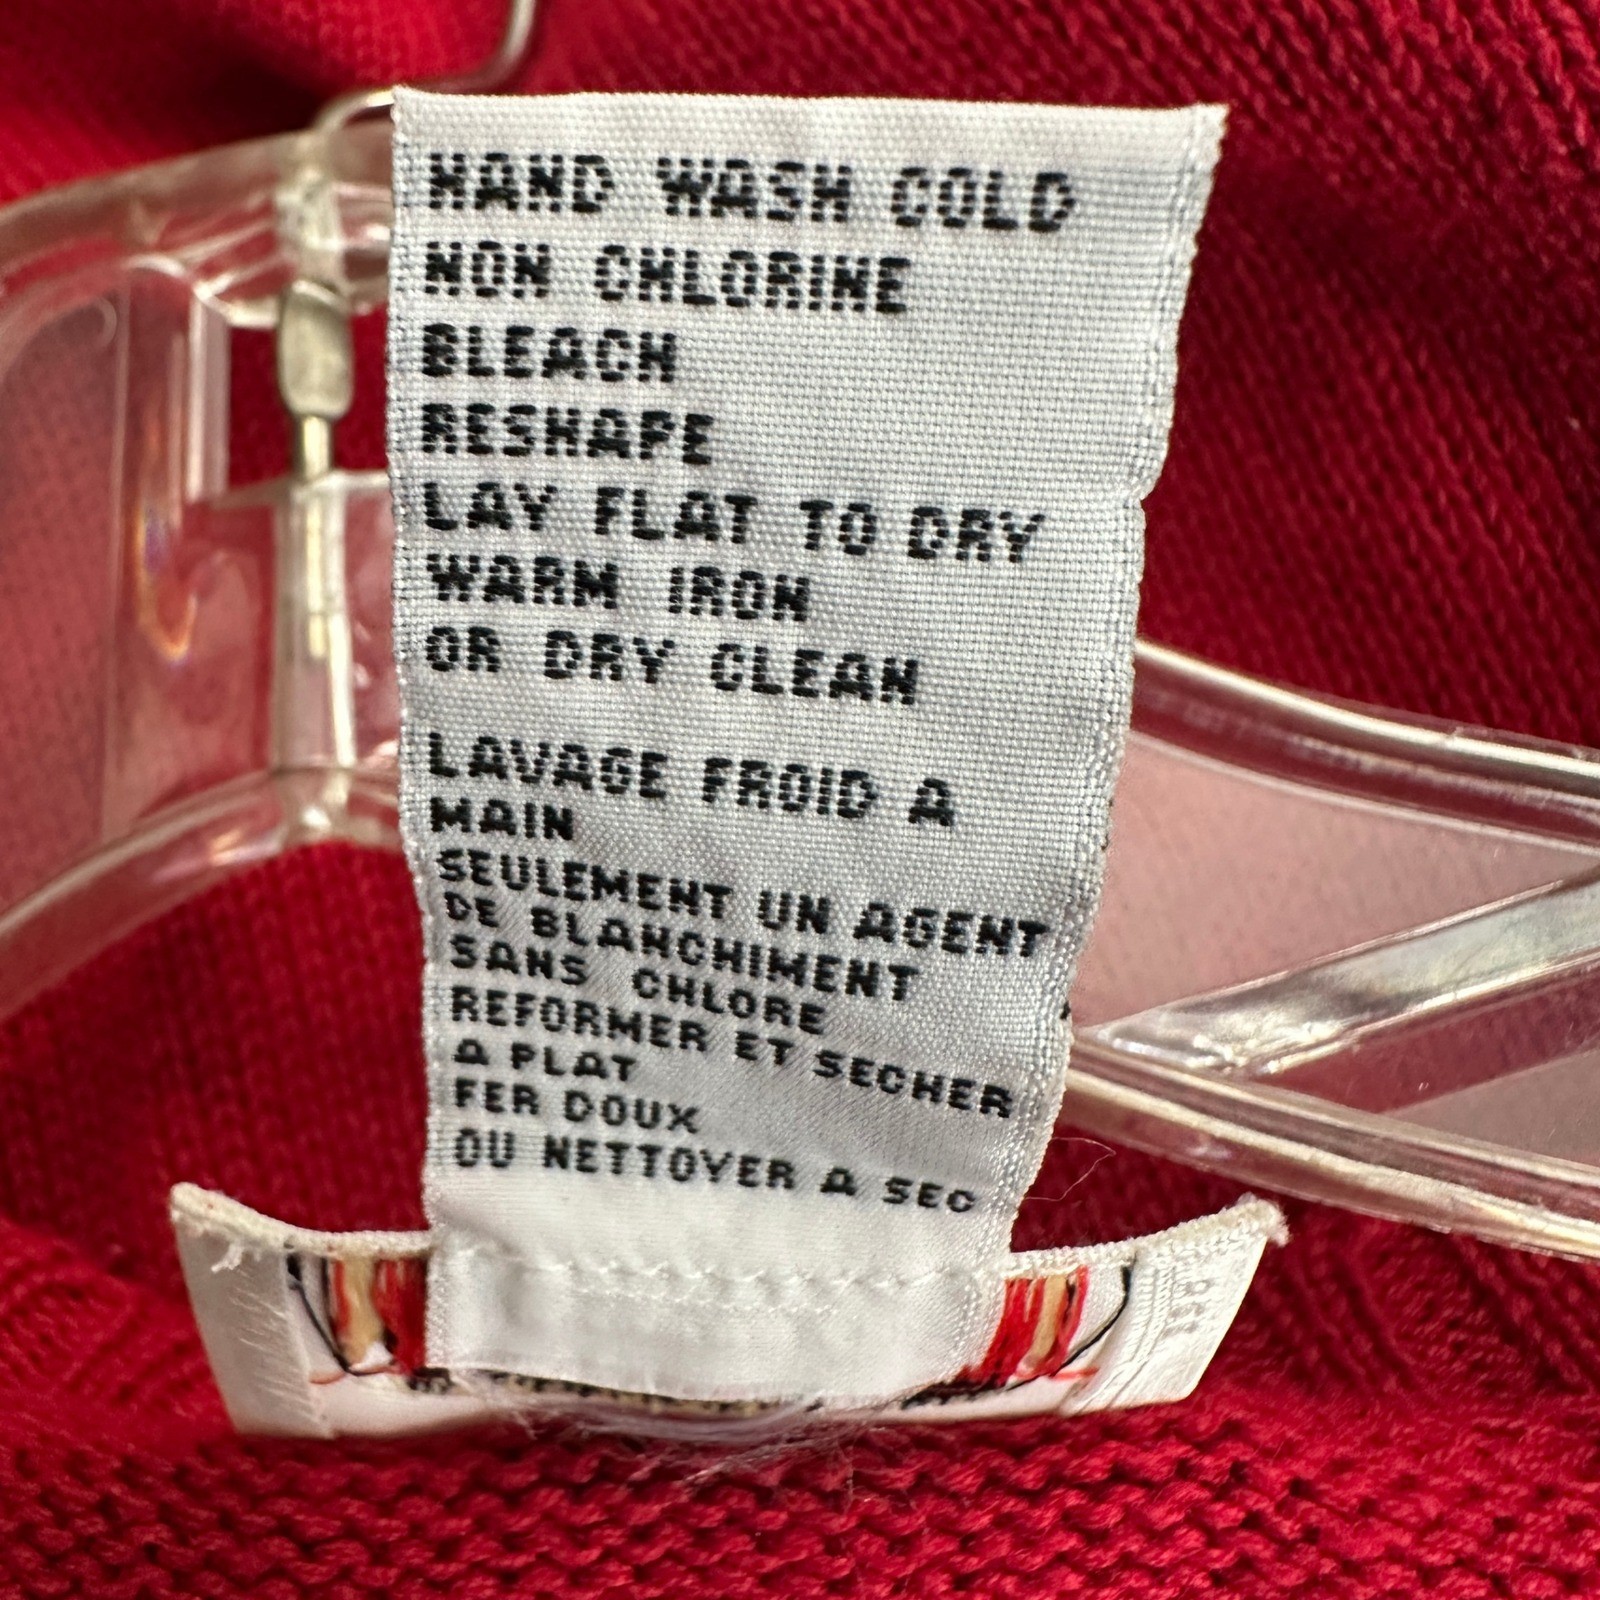 HAND WASH COLD
NON CHLORINE
BLEACH
RESHAPE
LAY FLAT TO DRY
WARM IRON
OR DRY CLEAN
LAVAGE FROID A
MAIN
SEULEMENT UN AGENT
DE BLANCHIMENT
SANS CHLORE
REFORMER ET SECHER
A PLAT
FER DOUX
OU NETTOYER A SEC